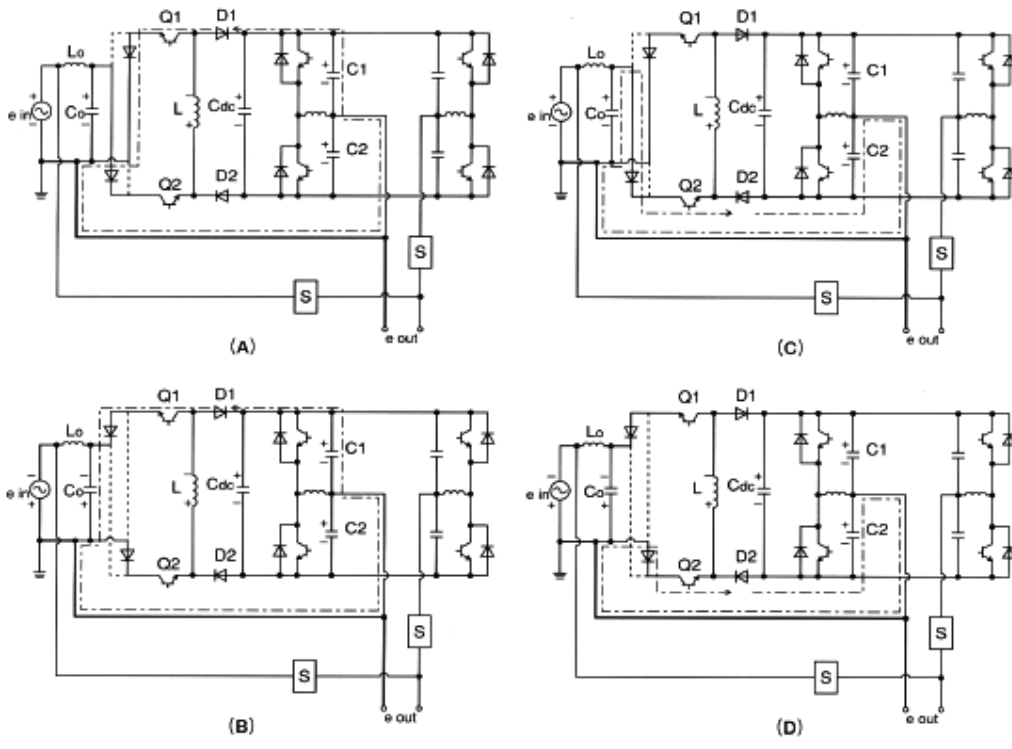 Q1 D1
Lo
C1
e in
+
−
Co
L
+
Cdc
+
−
+
−
C2
+
−
Q2 D2
S
S
e out
(A)
Q1 D1
Lo
C1
e in
+
−
Co
+
−
L
+
Cdc
+
−
+
−
C2
+
−
Q2 D2
S
S
e out
(C)
Q1 D1
Lo
C1
e in
−
+
Co
−
+
L
+
Cdc
+
−
+
−
C2
+
−
Q2 D2
S
S
e out
(B)
Q1 D1
Lo
C1
e in
−
+
Co
−
+
L
+
Cdc
+
−
+
−
C2
+
−
Q2 D2
S
S
e out
(D)